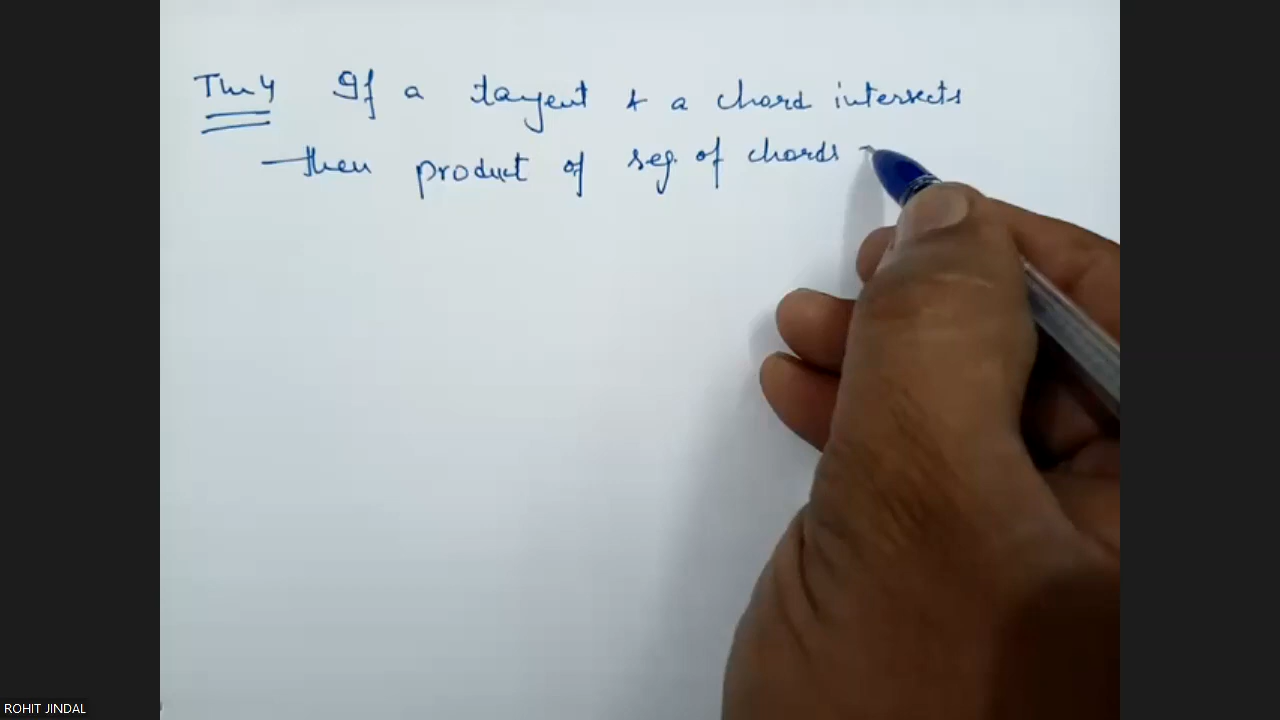 Thm 4 If a tangent & a chord intersects
then product of seg. of chords
ROHIT JINDAL